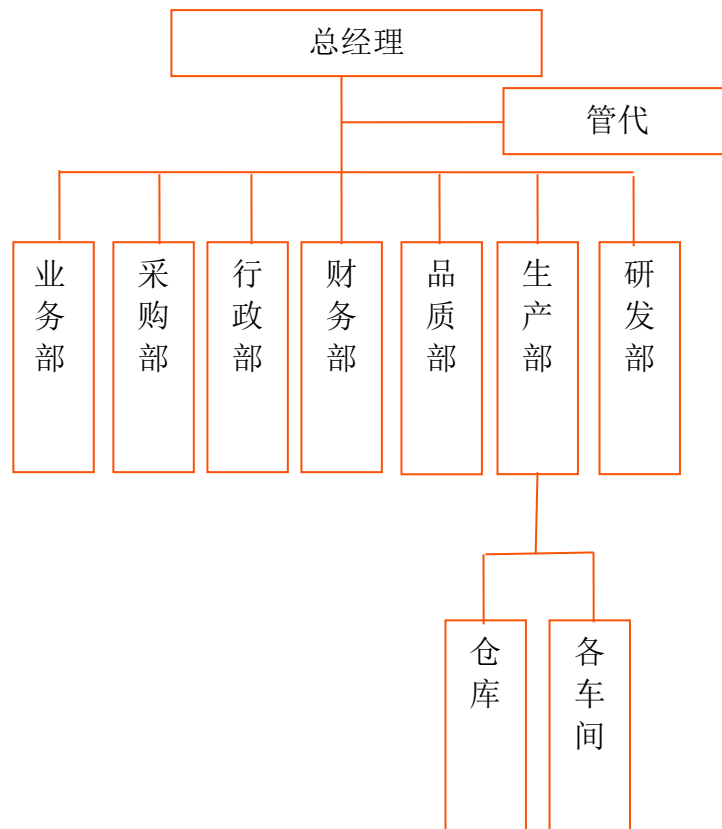 总经理
管代
业务部
采购部
行政部
财务部
品质部
生产部
研发部
仓库
各车间